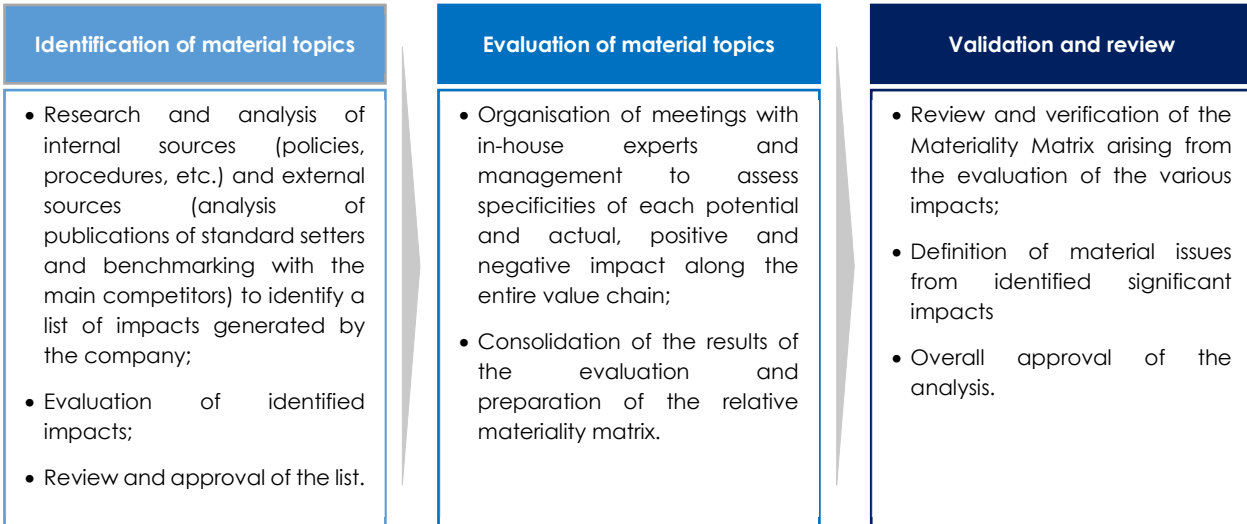 Identification of material topics
• Research and analysis of
internal sources (policies,
procedures, etc.) and external
sources (analysis of
publications of standard setters
and benchmarking with the
main competitors) to identify a
list of impacts generated by
the company;
• Evaluation of identified
impacts;
• Review and approval of the list.
Evaluation of material topics
• Organisation of meetings with
in-house experts and
management to assess
specificities of each potential
and actual, positive and
negative impact along the
entire value chain;
• Consolidation of the results of
the evaluation and
preparation of the relative
materiality matrix.
Validation and review
• Review and verification of the
Materiality Matrix arising from
the evaluation of the various
impacts;
• Definition of material issues
from identified significant
impacts
• Overall approval of the
analysis.